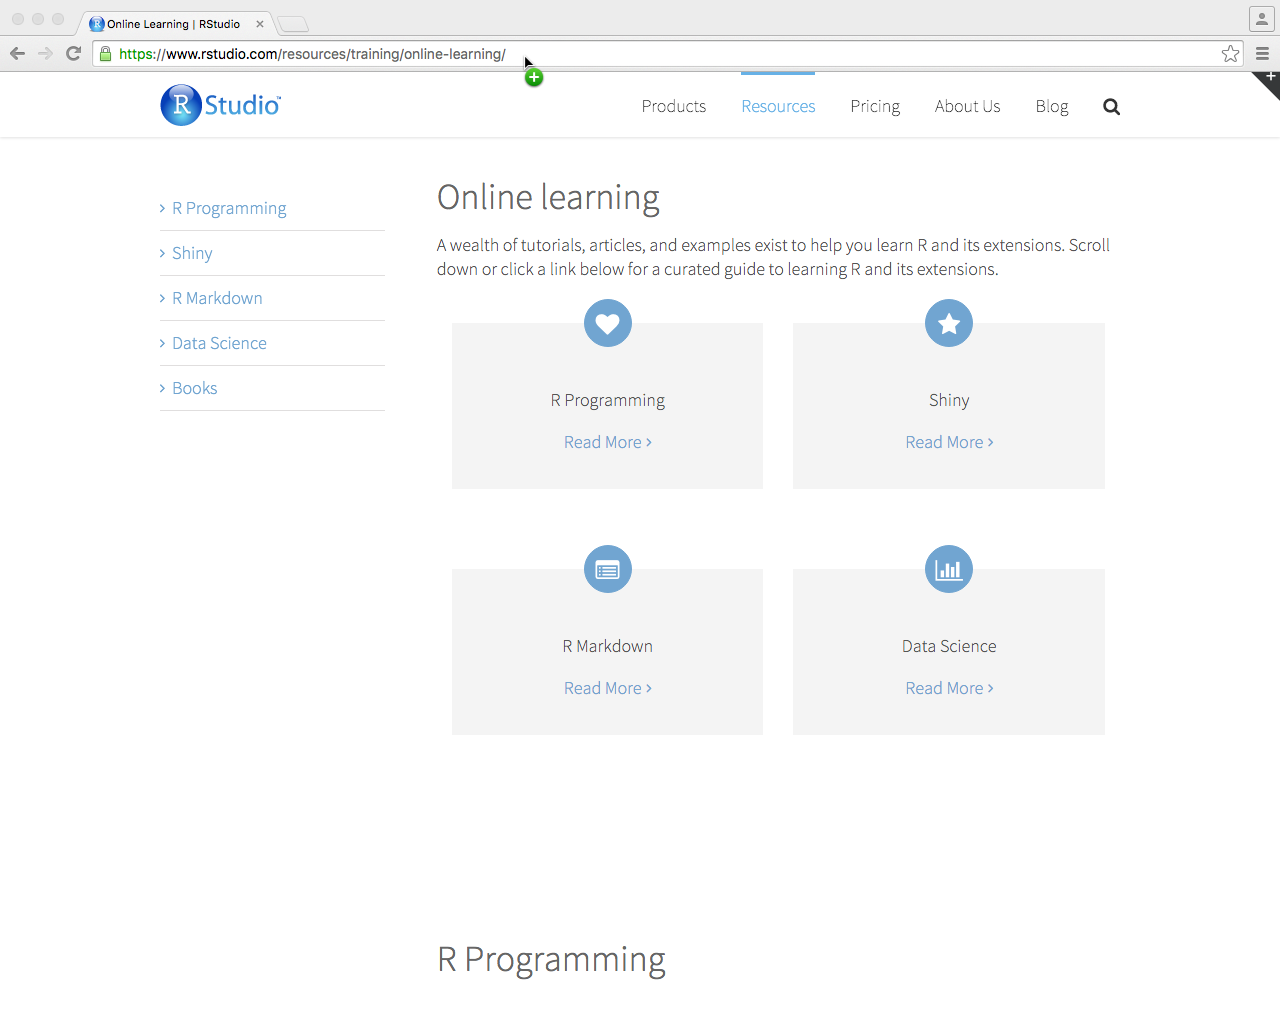 Online Learning | RStudio
https://www.rstudio.com/resources/training/online-learning/
R Studio™
Products
Resources
Pricing
About Us
Blog
R Programming
Shiny
R Markdown
Data Science
Books
Online learning
A wealth of tutorials, articles, and examples exist to help you learn R and its extensions. Scroll
down or click a link below for a curated guide to learning R and its extensions.
R Programming
Read More
Shiny
Read More
R Markdown
Read More
Data Science
Read More
R Programming